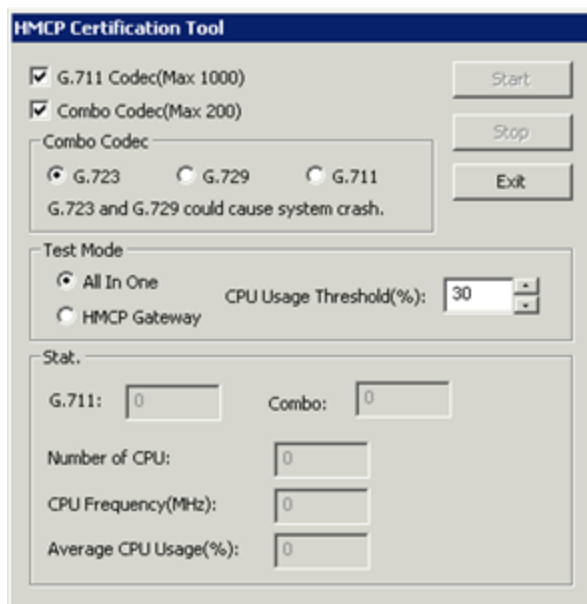 HMCP Certification Tool
G.711 Codec(Max 1000)
Start
Combo Codec(Max 200)
Stop
Combo Codec
G.723 G.729 G.711
Exit
G.723 and G.729 could cause system crash.
Test Mode
All In One
CPU Usage Threshold(%): 30
HMCP Gateway
Stat.
G.711: 0 Combo: 0
Number of CPU: 0
CPU Frequency(MHz): 0
Average CPU Usage(%): 0